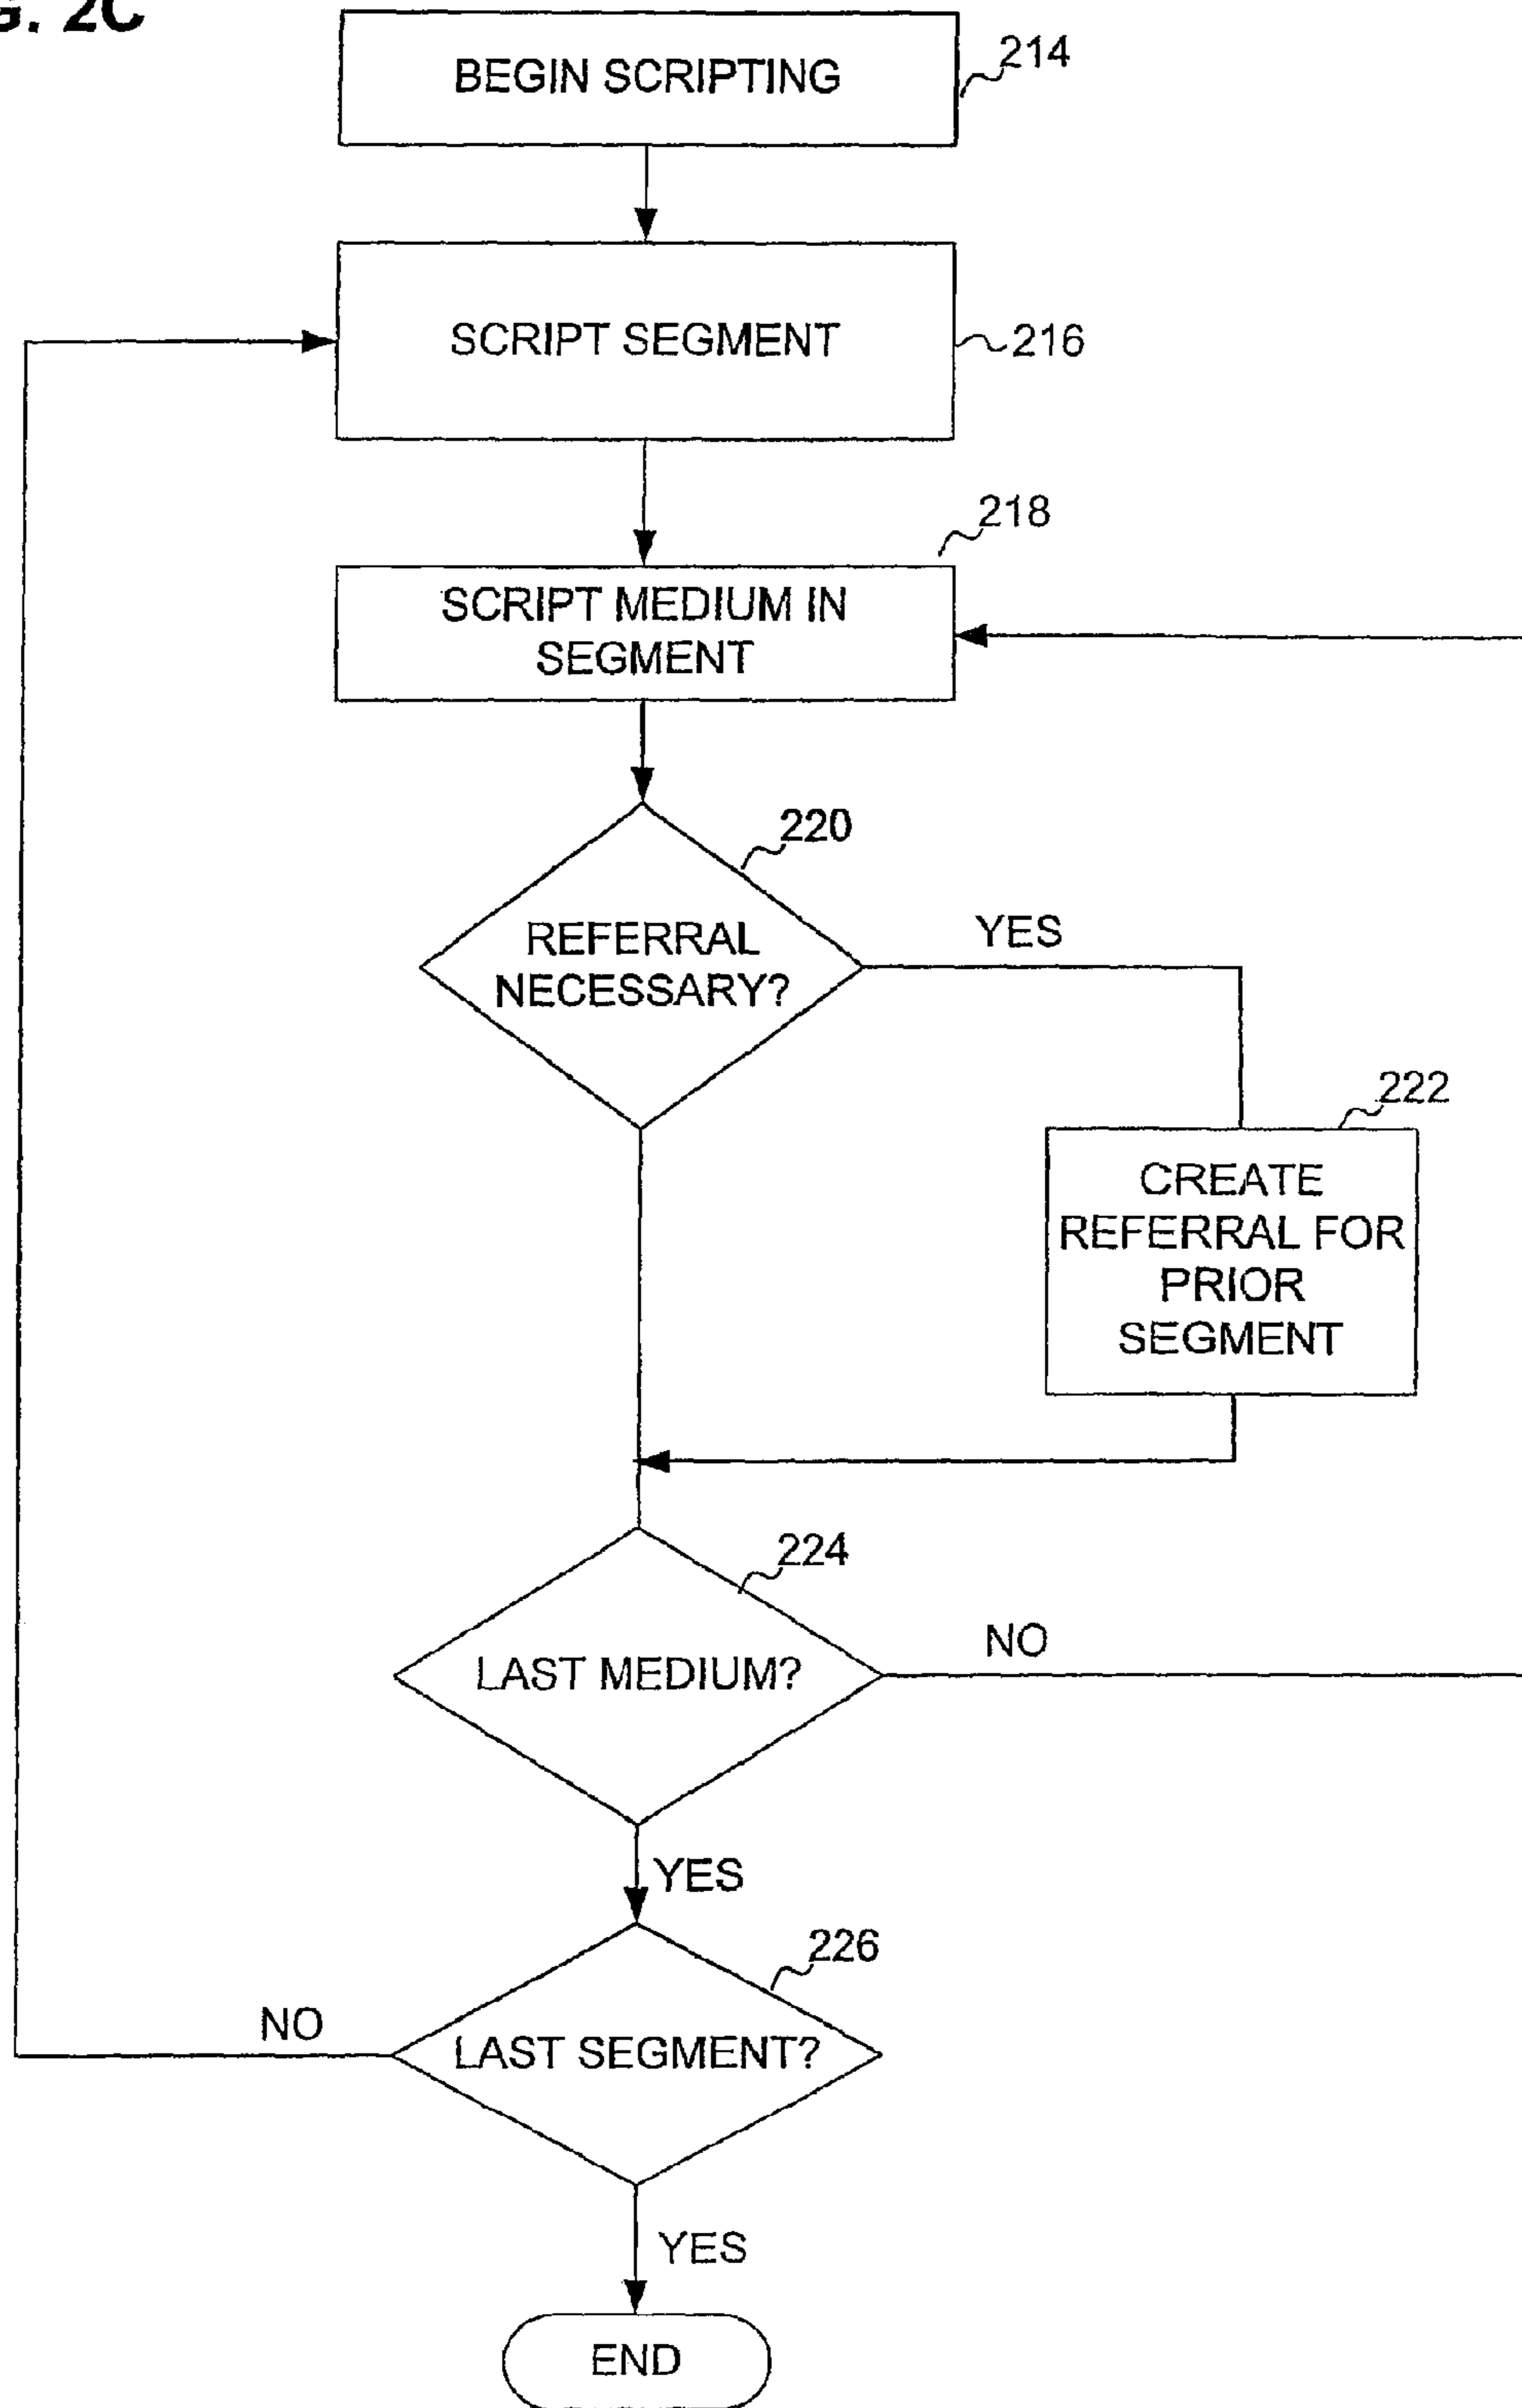 G. 2C
BEGIN SCRIPTING
214
SCRIPT SEGMENT
216
218
SCRIPT MEDIUM IN
SEGMENT
220
REFERRAL
NECESSARY?
YES
222
CREATE
REFERRAL FOR
PRIOR
SEGMENT
224
LAST MEDIUM?
NO
YES
226
NO
LAST SEGMENT?
YES
END